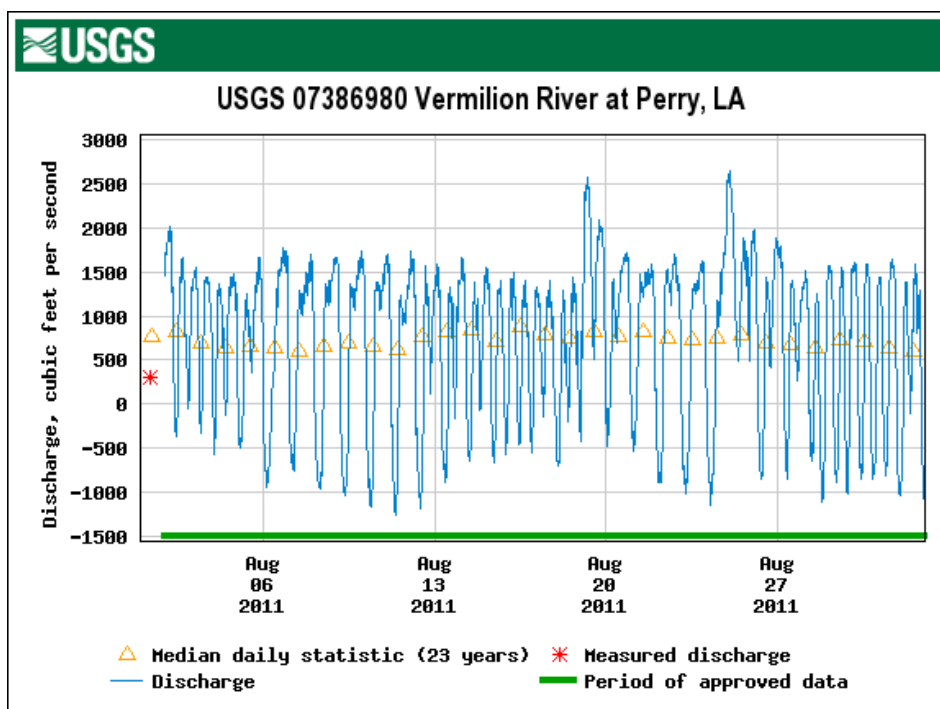 USGS
USGS 07386980 Vermilion River at Perry, LA
Discharge, cubic feet per second
3000
2500
2000
1500
1000
500
0
-500
-1000
-1500
Aug 06 2011
Aug 13 2011
Aug 20 2011
Aug 27 2011
Median daily statistic (23 years)
Measured discharge
Discharge
Period of approved data